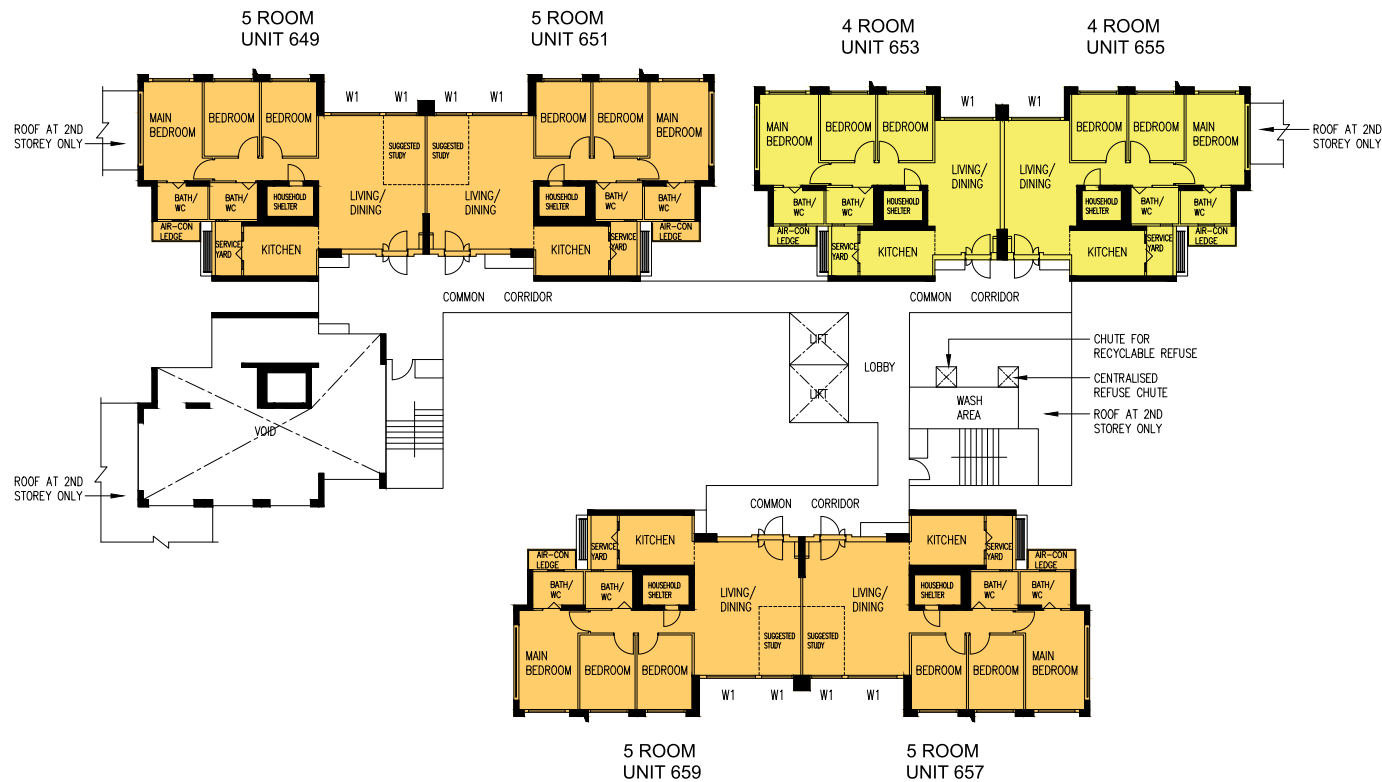 5 ROOM
UNIT 649
5 ROOM
UNIT 651
4 ROOM
UNIT 653
4 ROOM
UNIT 655
W1
W1
W1
W1
W1
W1
ROOF AT 2ND
STOREY ONLY
MAIN
BEDROOM
BEDROOM
BEDROOM
SUGGESTED
STUDY
SUGGESTED
STUDY
BEDROOM
BEDROOM
MAIN
BEDROOM
MAIN
BEDROOM
BEDROOM
BEDROOM
BEDROOM
BEDROOM
MAIN
BEDROOM
ROOF AT 2ND
STOREY ONLY
BATH/
WC
BATH/
WC
HOUSEHOLD
SHELTER
LIVING/
DINING
LIVING/
DINING
HOUSEHOLD
SHELTER
BATH/
WC
BATH/
WC
BATH/
WC
BATH/
WC
HOUSEHOLD
SHELTER
LIVING/
DINING
LIVING/
DINING
HOUSEHOLD
SHELTER
BATH/
WC
BATH/
WC
AIR-CON
LEDGE
SERVICE
YARD
KITCHEN
KITCHEN
SERVICE
YARD
AIR-CON
LEDGE
AIR-CON
LEDGE
SERVICE
YARD
KITCHEN
KITCHEN
SERVICE
YARD
AIR-CON
LEDGE
COMMON CORRIDOR
COMMON CORRIDOR
LIFT
LIFT
LOBBY
CHUTE FOR
RECYCLABLE REFUSE
CENTRALISED
REFUSE CHUTE
WASH
AREA
ROOF AT 2ND
STOREY ONLY
VOID
ROOF AT 2ND
STOREY ONLY
COMMON CORRIDOR
AIR-CON
LEDGE
SERVICE
YARD
KITCHEN
KITCHEN
SERVICE
YARD
AIR-CON
LEDGE
BATH/
WC
BATH/
WC
HOUSEHOLD
SHELTER
LIVING/
DINING
LIVING/
DINING
HOUSEHOLD
SHELTER
BATH/
WC
BATH/
WC
MAIN
BEDROOM
BEDROOM
BEDROOM
SUGGESTED
STUDY
SUGGESTED
STUDY
BEDROOM
BEDROOM
MAIN
BEDROOM
W1
W1
W1
W1
5 ROOM
UNIT 659
5 ROOM
UNIT 657